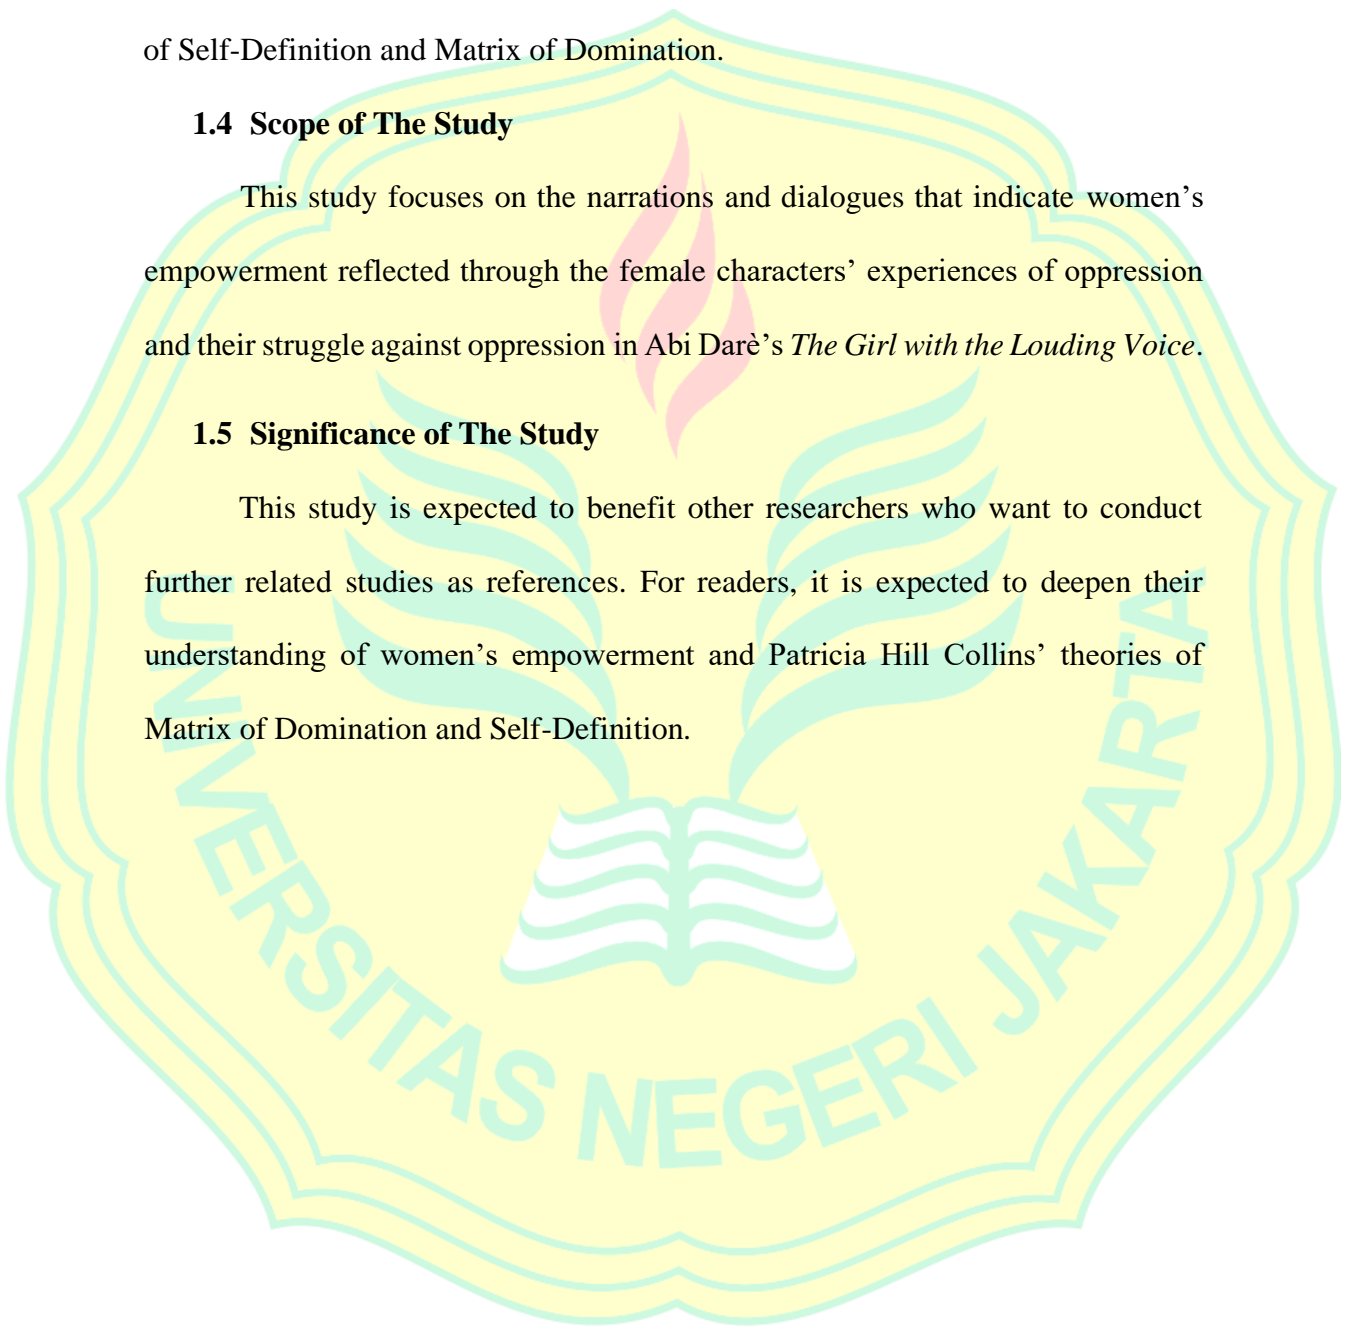 of Self-Definition and Matrix of Domination.
1.4 Scope of The Study
This study focuses on the narrations and dialogues that indicate women’s
empowerment reflected through the female characters’ experiences of oppression
and their struggle against oppression in Abi Darè’s The Girl with the Louding Voice.
1.5 Significance of The Study
This study is expected to benefit other researchers who want to conduct
further related studies as references. For readers, it is expected to deepen their
understanding of women’s empowerment and Patricia Hill Collins’ theories of
Matrix of Domination and Self-Definition.
UNIVERSITAS NEGERI JAKARTA